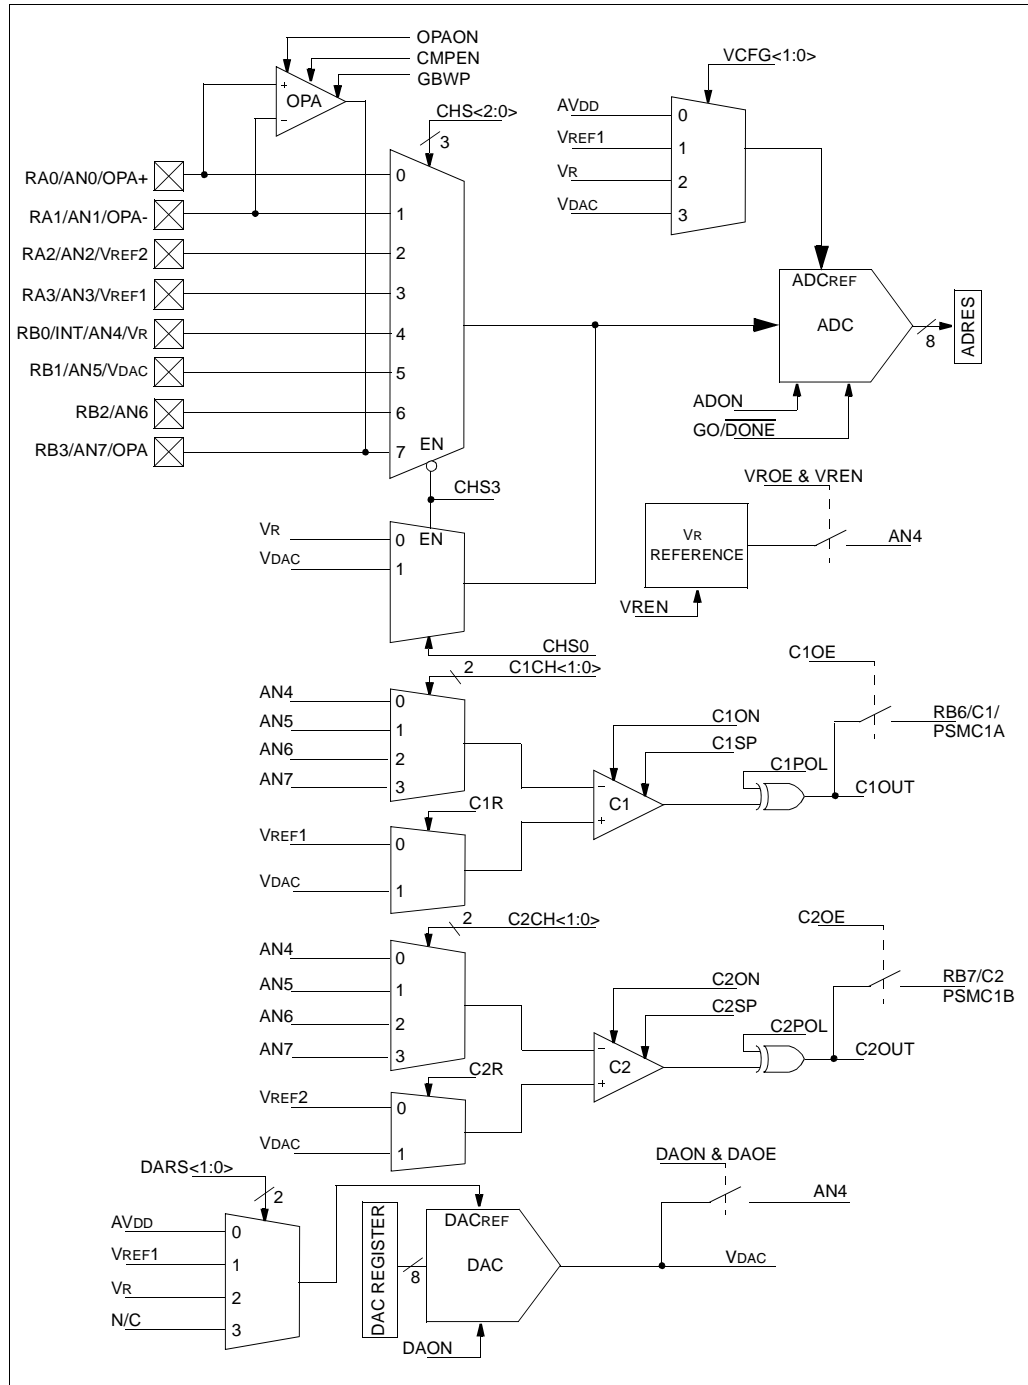 OPAON
CMPEN
GBWP
+
OPA
−
CHS<2:0>
3
RA0/AN0/OPA+
0
RA1/AN1/OPA-
1
RA2/AN2/VREF2
2
RA3/AN3/VREF1
3
RB0/INT/AN4/VR
4
RB1/AN5/VDAC
5
RB2/AN6
6
RB3/AN7/OPA
7
EN
CHS3
VCFG<1:0>
AVDD
0
VREF1
1
VR
2
VDAC
3
ADCREF
ADC
8
ADRES
ADON
GO/DONE
VR
0
EN
VDAC
1
CHS0
VROE & VREN
VR
REFERENCE
AN4
VREN
2
C1CH<1:0>
AN4
0
AN5
1
AN6
2
AN7
3
C1R
VREF1
0
VDAC
1
C1ON
C1SP
−
C1
+
C1POL
C1OUT
C1OE
RB6/C1/
PSMC1A
2
C2CH<1:0>
AN4
0
AN5
1
AN6
2
AN7
3
C2R
VREF2
0
VDAC
1
C2ON
C2SP
−
C2
+
C2POL
C2OUT
C2OE
RB7/C2
PSMC1B
DARS<1:0>
2
AVDD
0
VREF1
1
VR
2
N/C
3
DAC REGISTER
8
DACREF
DAC
DAON
DAON & DAOE
AN4
VDAC